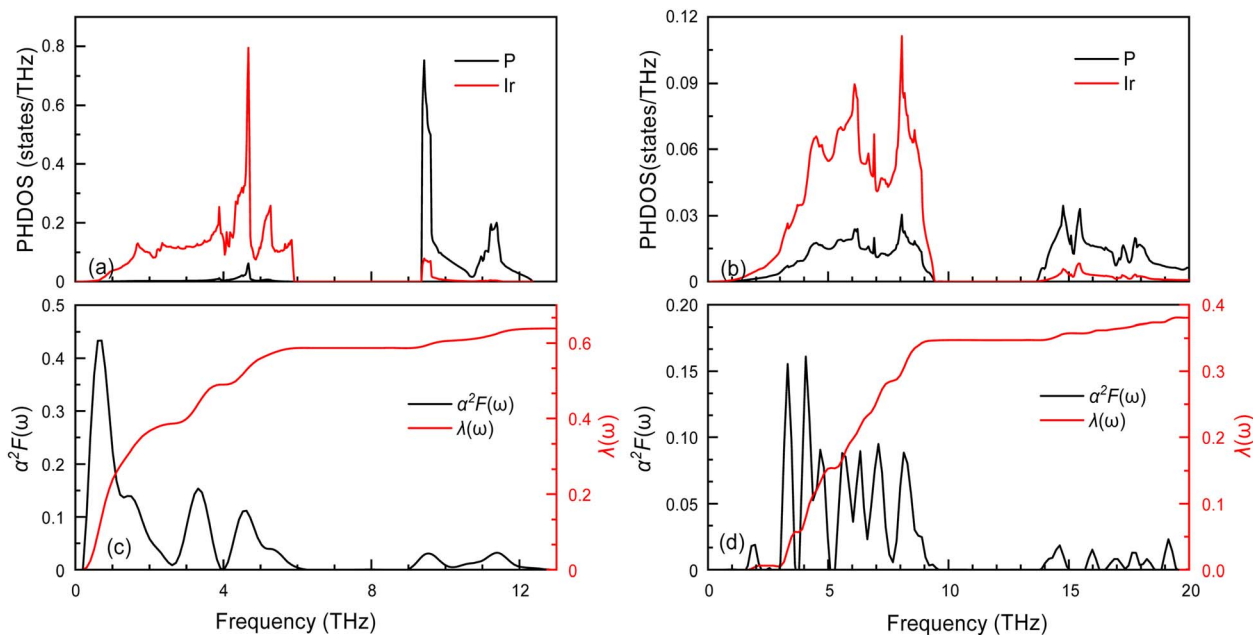 PHDOS (states/THz)
0.8
0.6
0.4
0.2
0
P
Ir
(a)
PHDOS(states/THz)
0.12
0.09
0.06
0.03
0
P
Ir
(b)
α²F(ω)
0.5
0.4
0.3
0.2
0.1
0
α²F(ω)
λ(ω)
(c)
0.6
0.4
0.2
0
λ(ω)
0
4
8
12
Frequency (THz)
α²F(ω)
0.20
0.15
0.10
0.05
0
α²F(ω)
λ(ω)
(d)
0.4
0.3
0.2
0.1
0.0
λ(ω)
0
5
10
15
20
Frequency (THz)